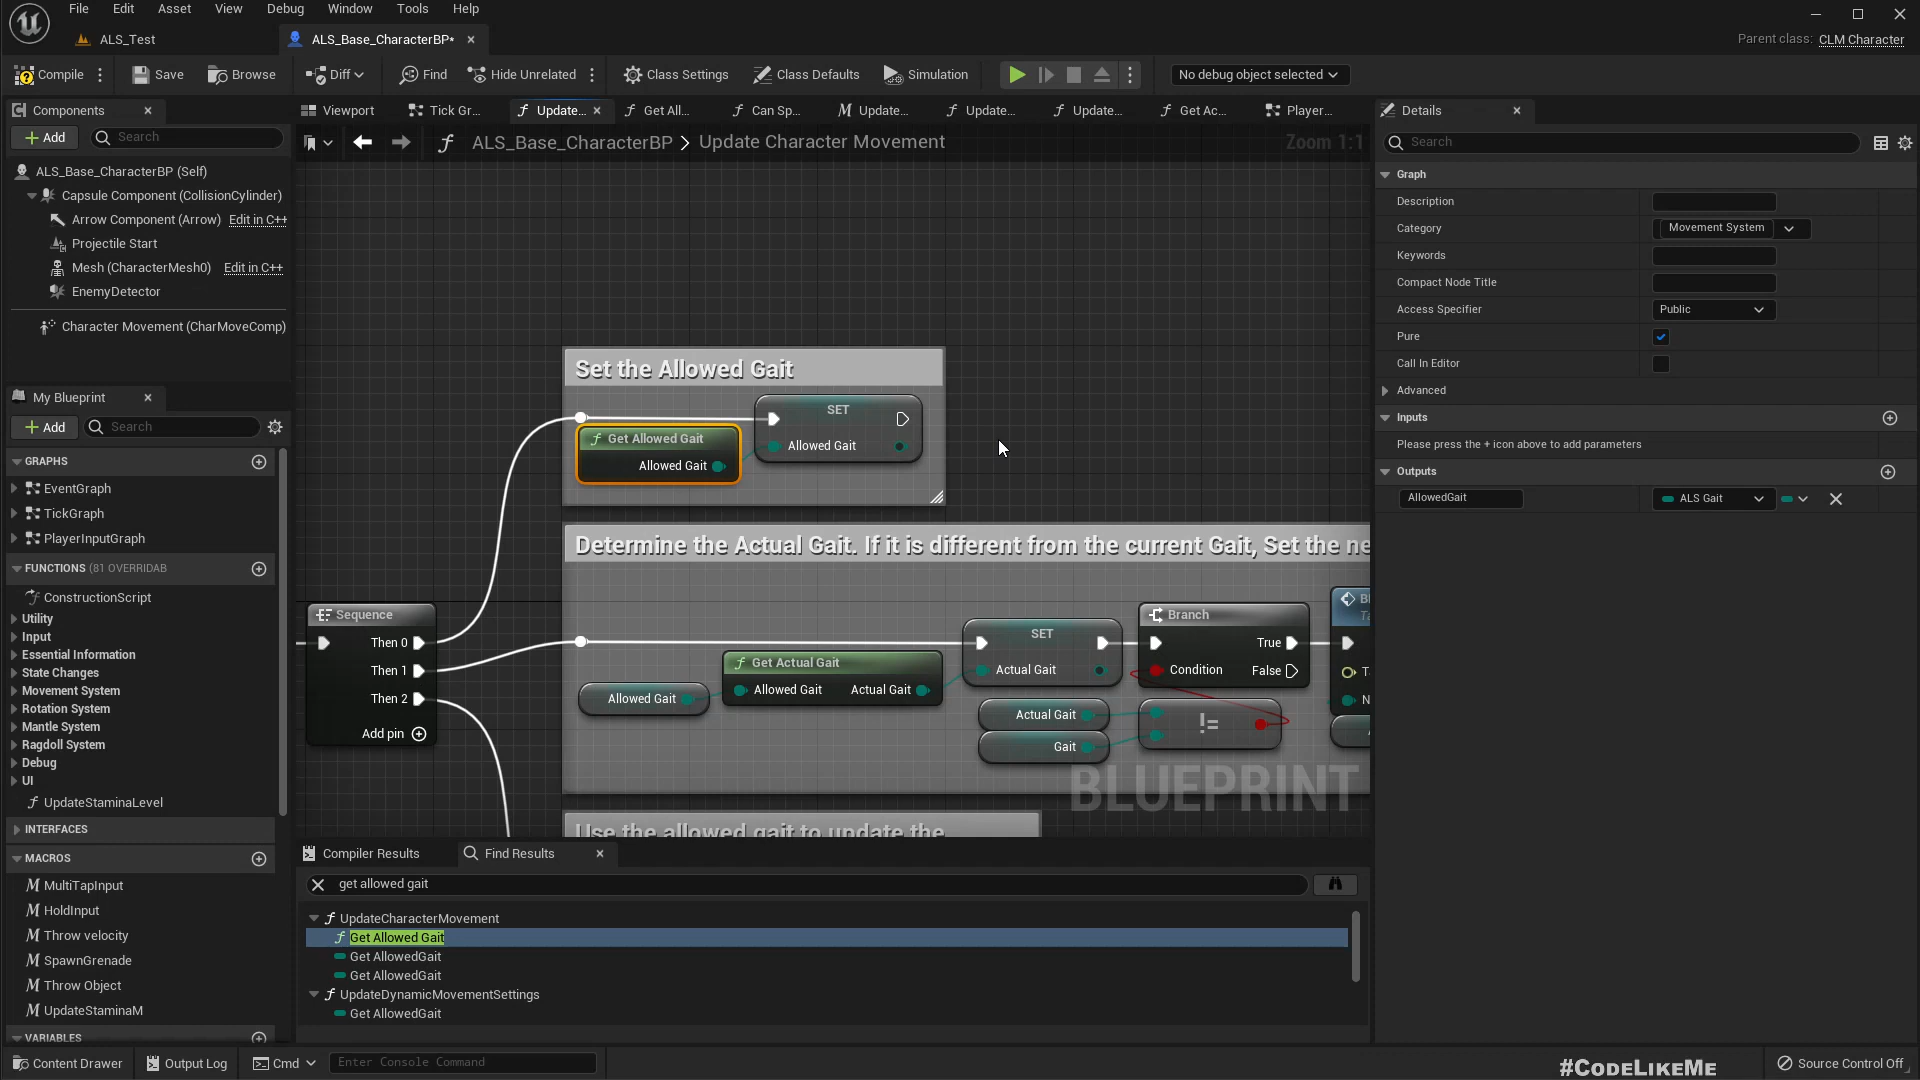 File Edit Asset View Debug Window Tools Help
ALS_Test
ALS_Base_CharacterBP*
Parent class: CLM Character
Compile
Save
Browse
Diff
Find
Hide Unrelated
Class Settings
Class Defaults
Simulation
No debug object selected
Components
Add
Search
ALS_Base_CharacterBP (Self)
Capsule Component (CollisionCylinder)
Arrow Component (Arrow) Edit in C++
Projectile Start
Mesh (CharacterMesh0) Edit in C++
EnemyDetector
Character Movement (CharMoveComp)
My Blueprint
Add
Search
GRAPHS
EventGraph
TickGraph
PlayerInputGraph
FUNCTIONS (81 OVERRIDAB
ConstructionScript
Utility
Input
Essential Information
State Changes
Movement System
Rotation System
Mantle System
Ragdoll System
Debug
UI
UpdateStaminaLevel
INTERFACES
MACROS
MultiTapInput
HoldInput
Throw velocity
SpawnGrenade
Throw Object
UpdateStaminaM
VARIABLES
Viewport
Tick Gr...
Update...
Get All...
Can Sp...
Update...
Update...
Update...
Get Ac...
Player...
ALS_Base_CharacterBP > Update Character Movement
Zoom 1:1
Set the Allowed Gait
SET
Get Allowed Gait
Allowed Gait
Allowed Gait
Determine the Actual Gait. If it is different from the current Gait, Set the ne
Sequence
Then 0
Then 1
Then 2
Add pin
Allowed Gait
Get Actual Gait
Allowed Gait Actual Gait
SET
Actual Gait
Branch
True
Condition False
Actual Gait
Gait
!=
BLUEPRINT
Use the allowed gait to update the
Compiler Results
Find Results
get allowed gait
UpdateCharacterMovement
Get Allowed Gait
Get AllowedGait
Get AllowedGait
UpdateDynamicMovementSettings
Get AllowedGait
Details
Search
Graph
Description
Category Movement System
Keywords
Compact Node Title
Access Specifier Public
Pure
Call In Editor
Advanced
Inputs
Please press the + icon above to add parameters
Outputs
AllowedGait ALS Gait
Content Drawer
Output Log
Cmd
Enter Console Command
#CODELIKEME
Source Control Off